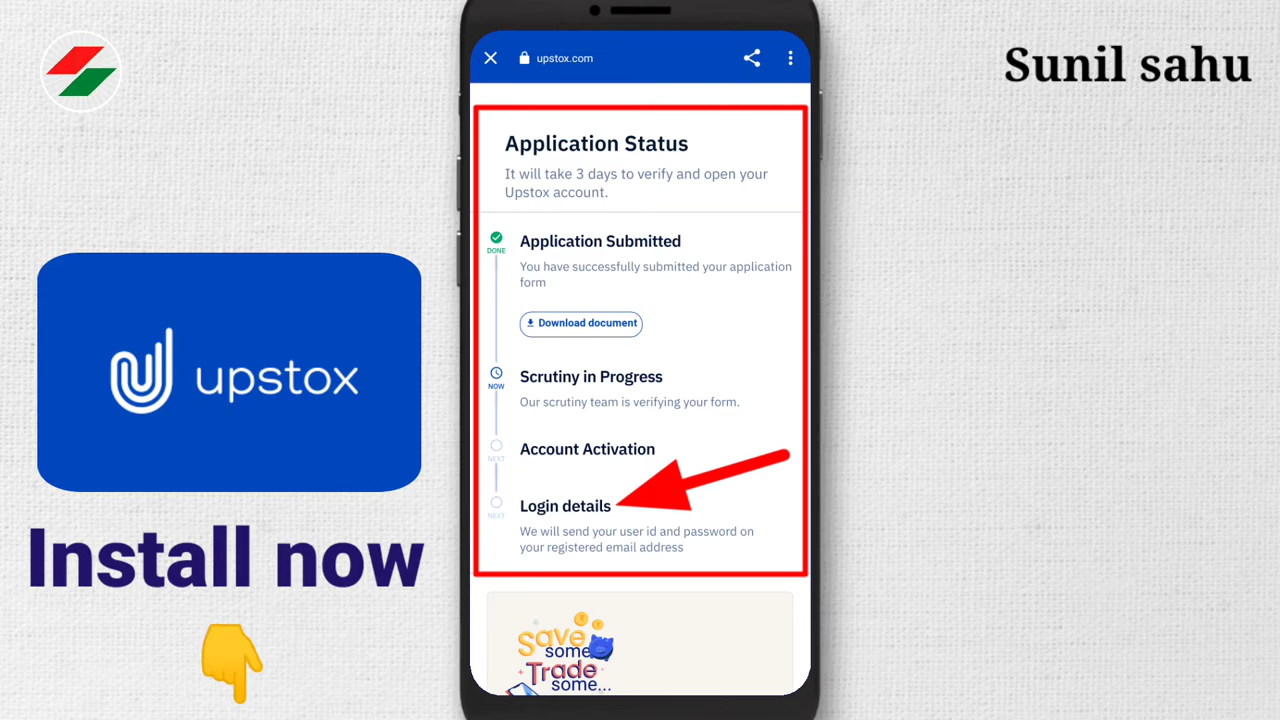 Sunil sahu
upstox.com
Application Status
It will take 3 days to verify and open your
Upstox account.
DONE
Application Submitted
You have successfully submitted your application
form
Download document
NOW
Scrutiny in Progress
Our scrutiny team is verifying your form.
NEXT
Account Activation
NEXT
Login details
We will send your user id and password on
your registered email address
Save
some
Trade
some...
upstox
Install now